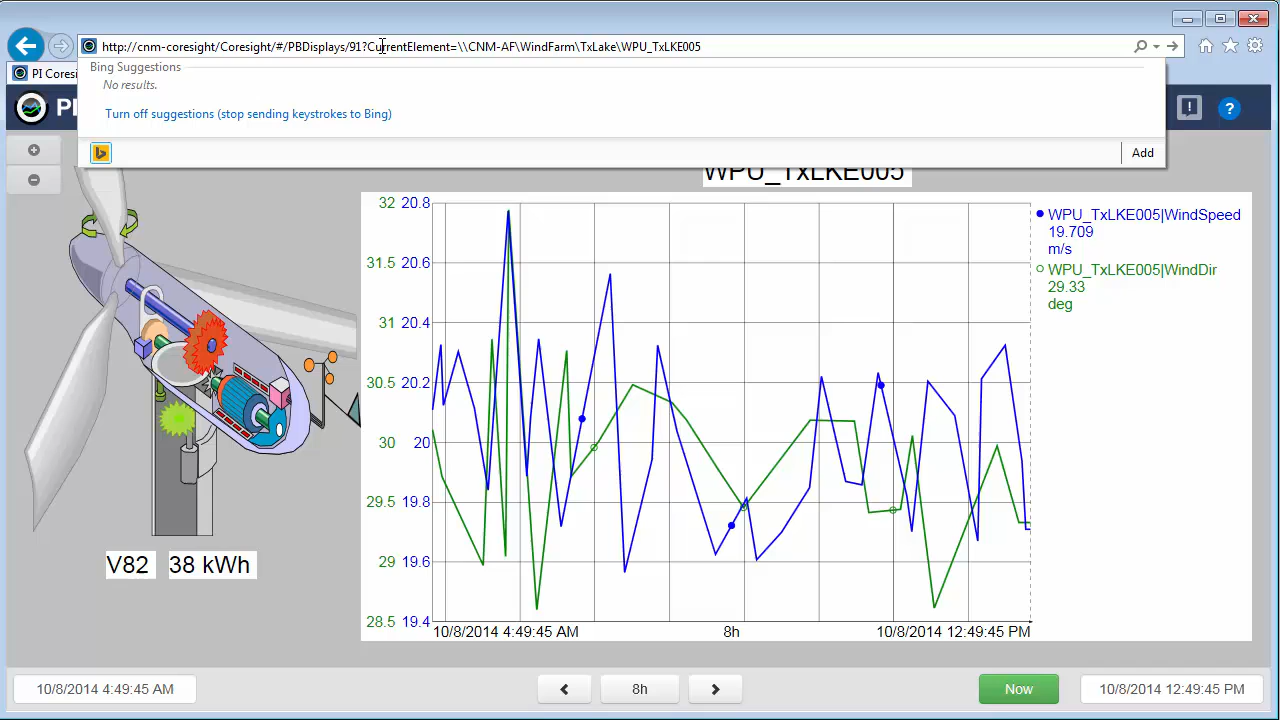 http://cnm-coresight/Coresight/#/PBDisplays/91?CurrentElement=\\CNM-AF\WindFarm\TxLake\WPU_TxLKE005
PI Coresi
Bing Suggestions
No results.
Turn off suggestions (stop sending keystrokes to Bing)
Add
PI
WPU_TxLKE005
32 20.8
31.5 20.6
31 20.4
30.5 20.2
30 20
29.5 19.8
29 19.6
28.5 19.4
WPU_TxLKE005|WindSpeed
19.709
m/s
WPU_TxLKE005|WindDir
29.33
deg
V82 38 kWh
10/8/2014 4:49:45 AM 8h 10/8/2014 12:49:45 PM
10/8/2014 4:49:45 AM 8h Now 10/8/2014 12:49:45 PM